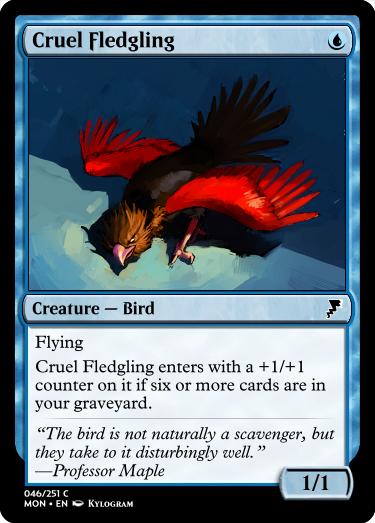 Cruel Fledgling
Creature — Bird
Flying
Cruel Fledgling enters with a +1/+1
counter on it if six or more cards are in
your graveyard.
“The bird is not naturally a scavenger, but
they take to it disturbingly well.”
—Professor Maple
1/1
046/251 C
MON • EN Kylogram